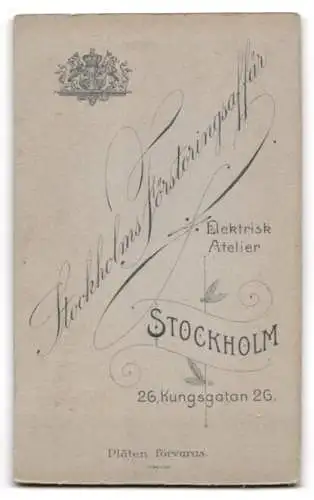 Stockholms Förstoringsaffär
Elektrisk
Atelier
STOCKHOLM
26, Kungsgatan 26.
Plåten förvaras.